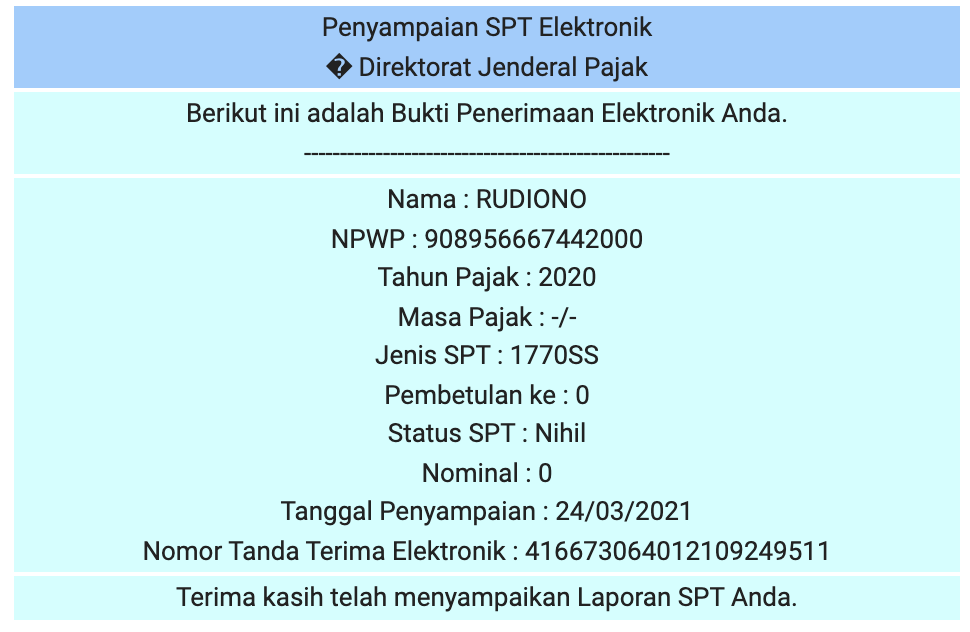 Penyampaian SPT Elektronik
� Direktorat Jenderal Pajak
Berikut ini adalah Bukti Penerimaan Elektronik Anda.
----------------------------------------------------
Nama : RUDIONO
NPWP : 908956667442000
Tahun Pajak : 2020
Masa Pajak : -/-
Jenis SPT : 1770SS
Pembetulan ke : 0
Status SPT : Nihil
Nominal : 0
Tanggal Penyampaian : 24/03/2021
Nomor Tanda Terima Elektronik : 416673064012109249511
Terima kasih telah menyampaikan Laporan SPT Anda.